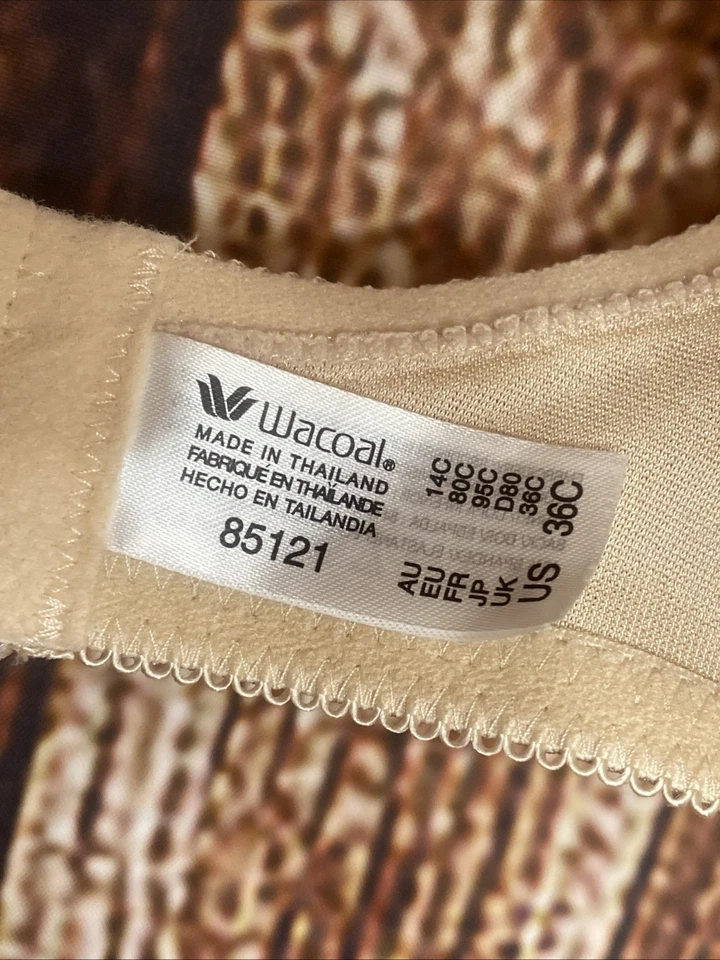 Wacoal®
MADE IN THAILAND
FABRIQUÉ EN THAÏLANDE
HECHO EN TAILANDIA
85121
AU 14C
EU 80C
FR 95C
JP D80
UK 36C
US 36C